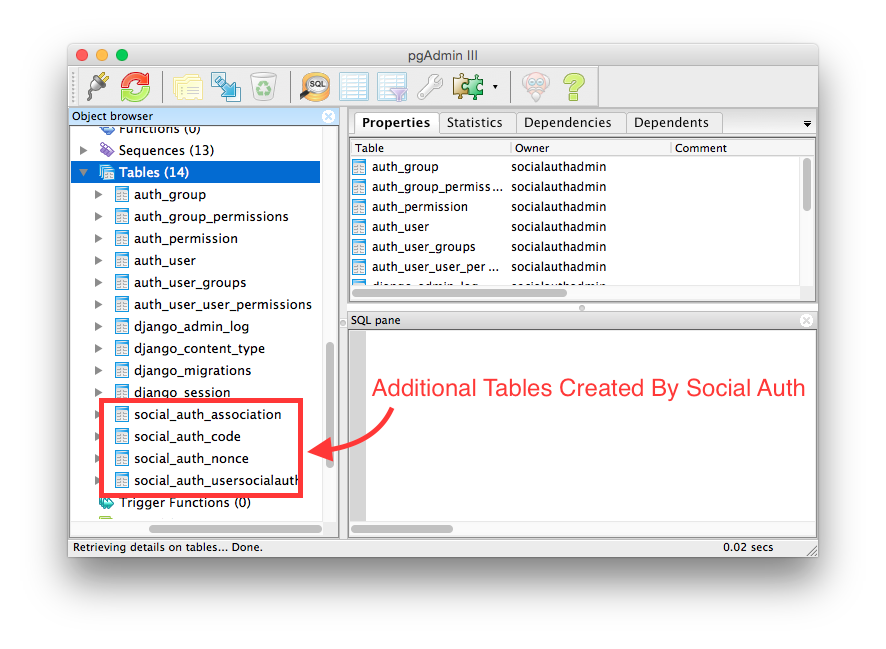 pgAdmin III
SQL
Object browser
Functions (0)
Sequences (13)
Tables (14)
auth_group
auth_group_permissions
auth_permission
auth_user
auth_user_groups
auth_user_user_permissions
django_admin_log
django_content_type
django_migrations
django_session
social_auth_association
social_auth_code
social_auth_nonce
social_auth_usersocialauth
Trigger Functions (0)
Properties Statistics Dependencies Dependents
Table Owner Comment
auth_group socialauthadmin
auth_group_permiss... socialauthadmin
auth_permission socialauthadmin
auth_user socialauthadmin
auth_user_groups socialauthadmin
auth_user_user_per ... socialauthadmin
django_admin_log socialauthadmin
SQL pane
Additional Tables Created By Social Auth
Retrieving details on tables... Done. 0.02 secs